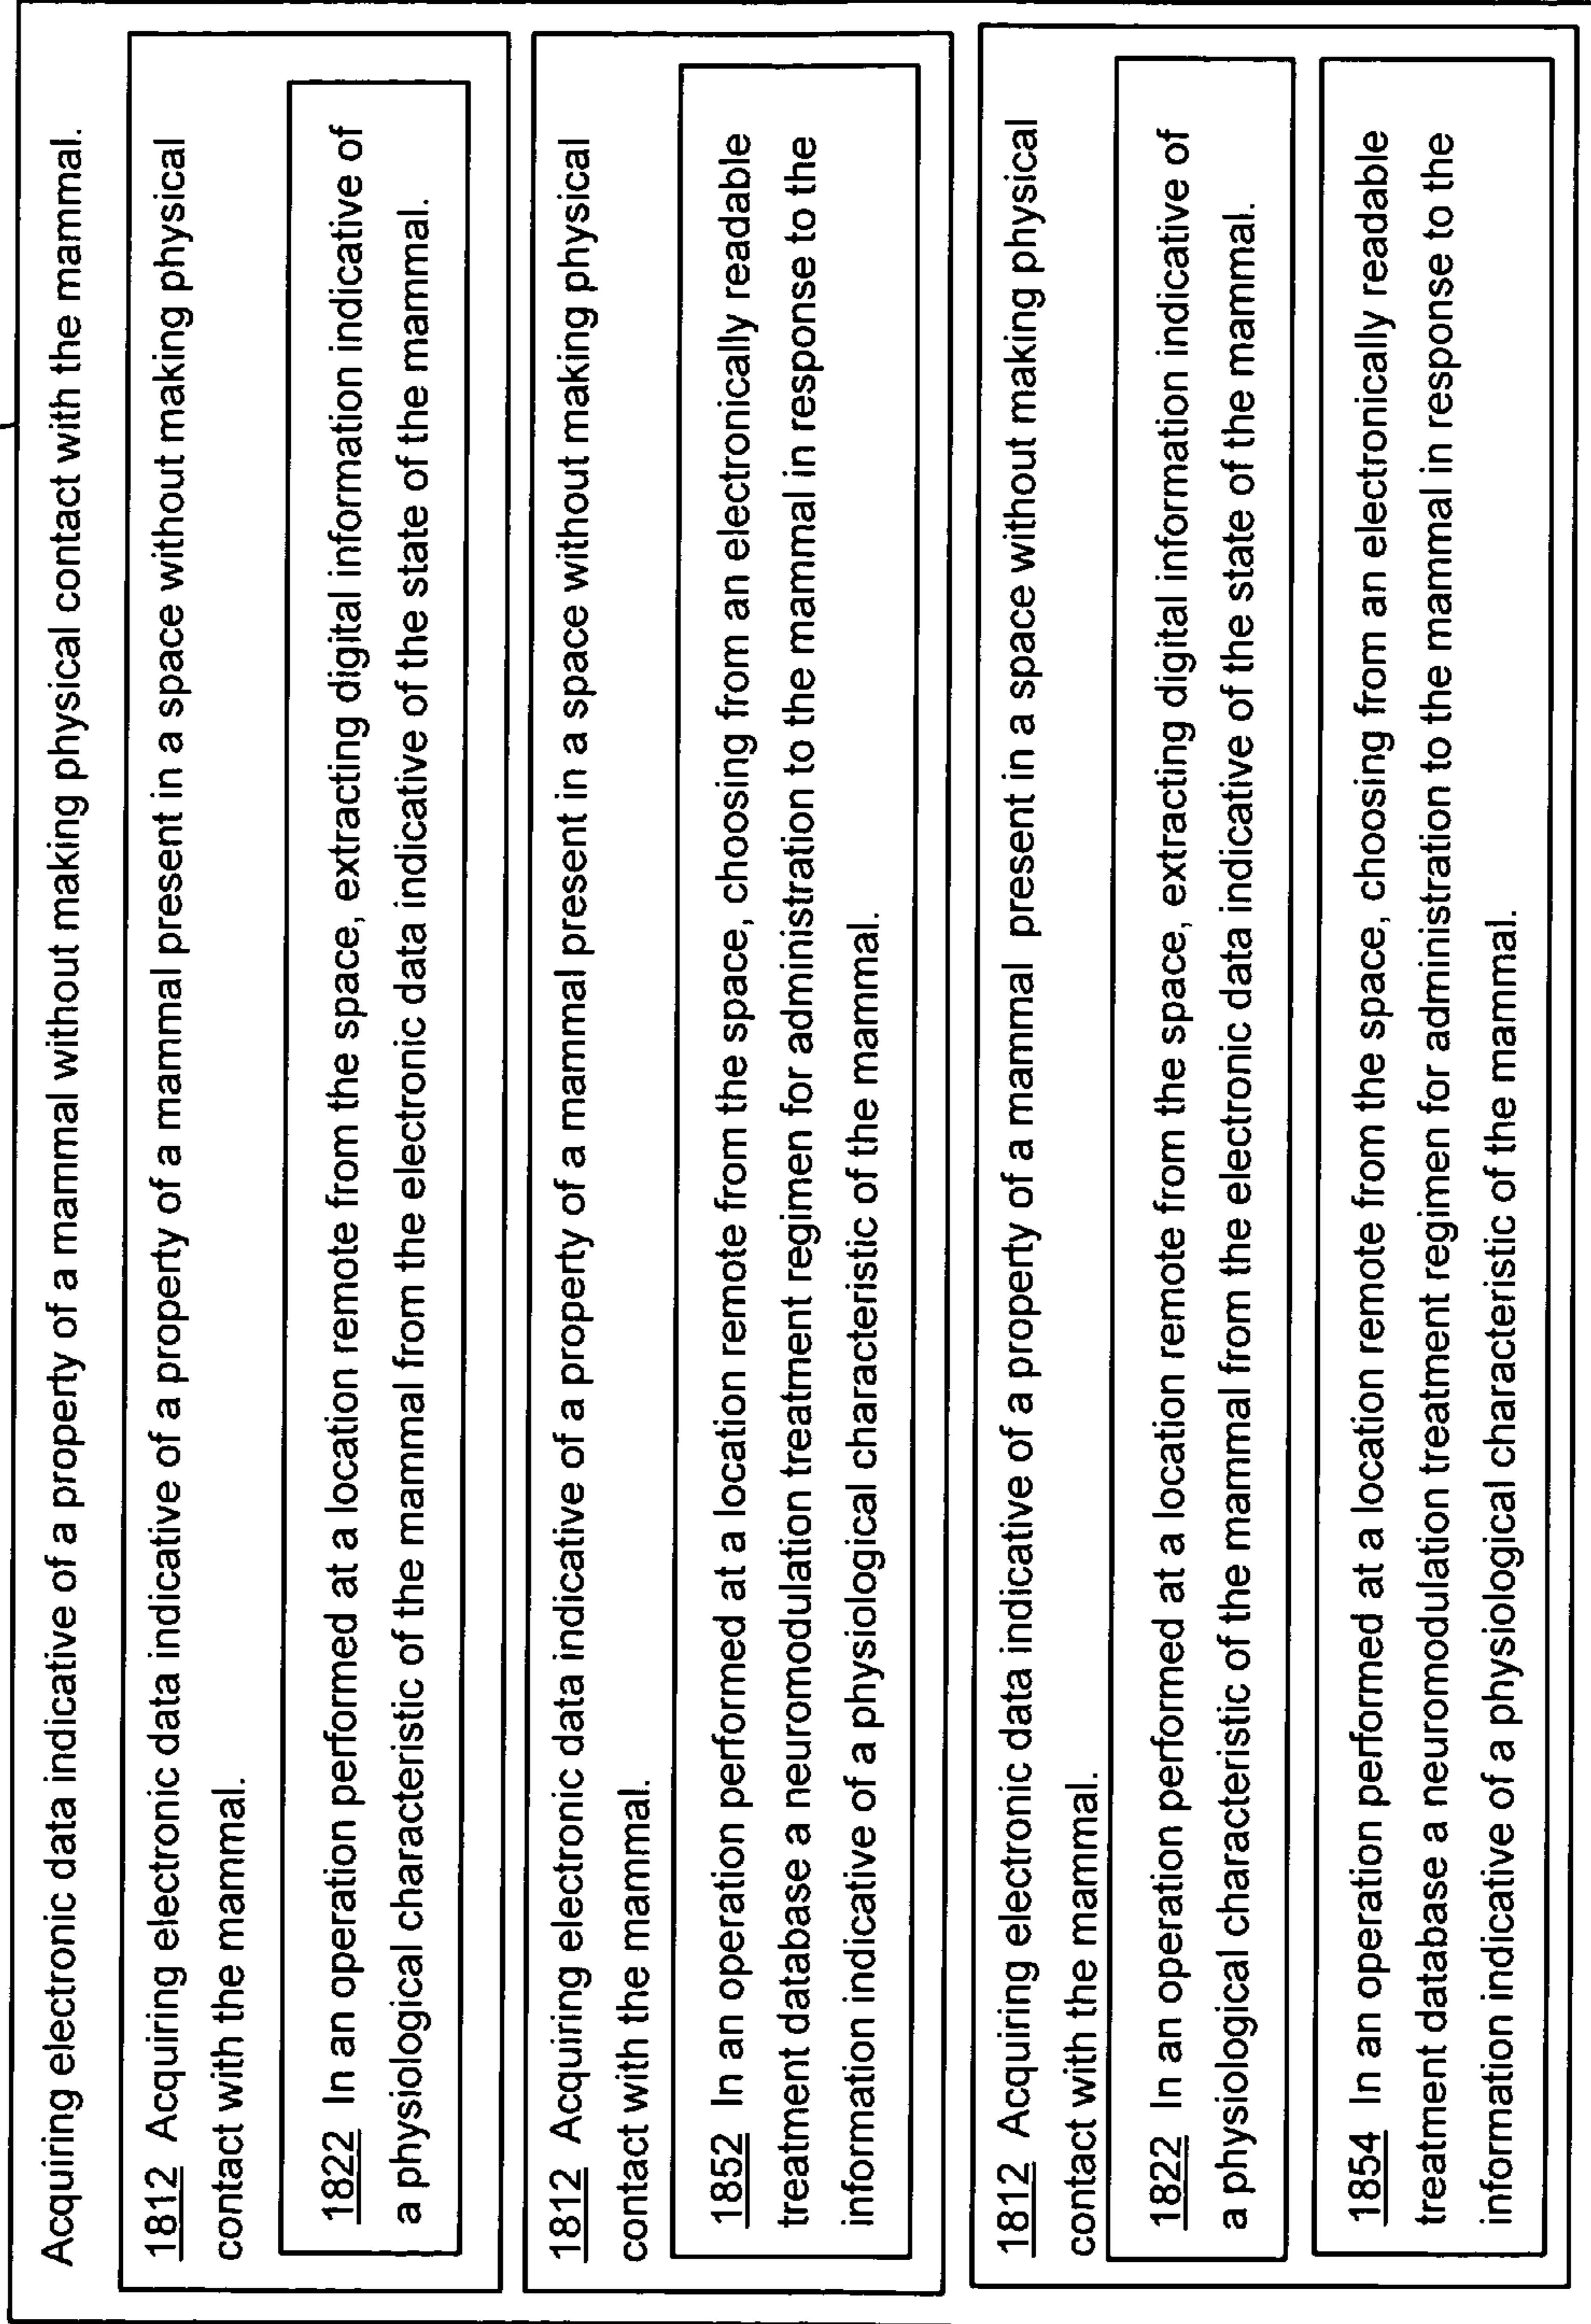 Acquiring electronic data indicative of a property of a mammal without making physical contact with the mammal.
1812 Acquiring electronic data indicative of a property of a mammal present in a space without making physical
contact with the mammal.
1822 In an operation performed at a location remote from the space, extracting digital information indicative of
a physiological characteristic of the mammal from the electronic data indicative of the state of the mammal.
1812 Acquiring electronic data indicative of a property of a mammal present in a space without making physical
contact with the mammal.
1852 In an operation performed at a location remote from the space, choosing from an electronically readable
treatment database a neuromodulation treatment regimen for administration to the mammal in response to the
information indicative of a physiological characteristic of the mammal.
1812 Acquiring electronic data indicative of a property of a mammal present in a space without making physical
contact with the mammal.
1822 In an operation performed at a location remote from the space, extracting digital information indicative of
a physiological characteristic of the mammal from the electronic data indicative of the state of the mammal.
1854 In an operation performed at a location remote from the space, choosing from an electronically readable
treatment database a neuromodulation treatment regimen for administration to the mammal in response to the
information indicative of a physiological characteristic of the mammal.